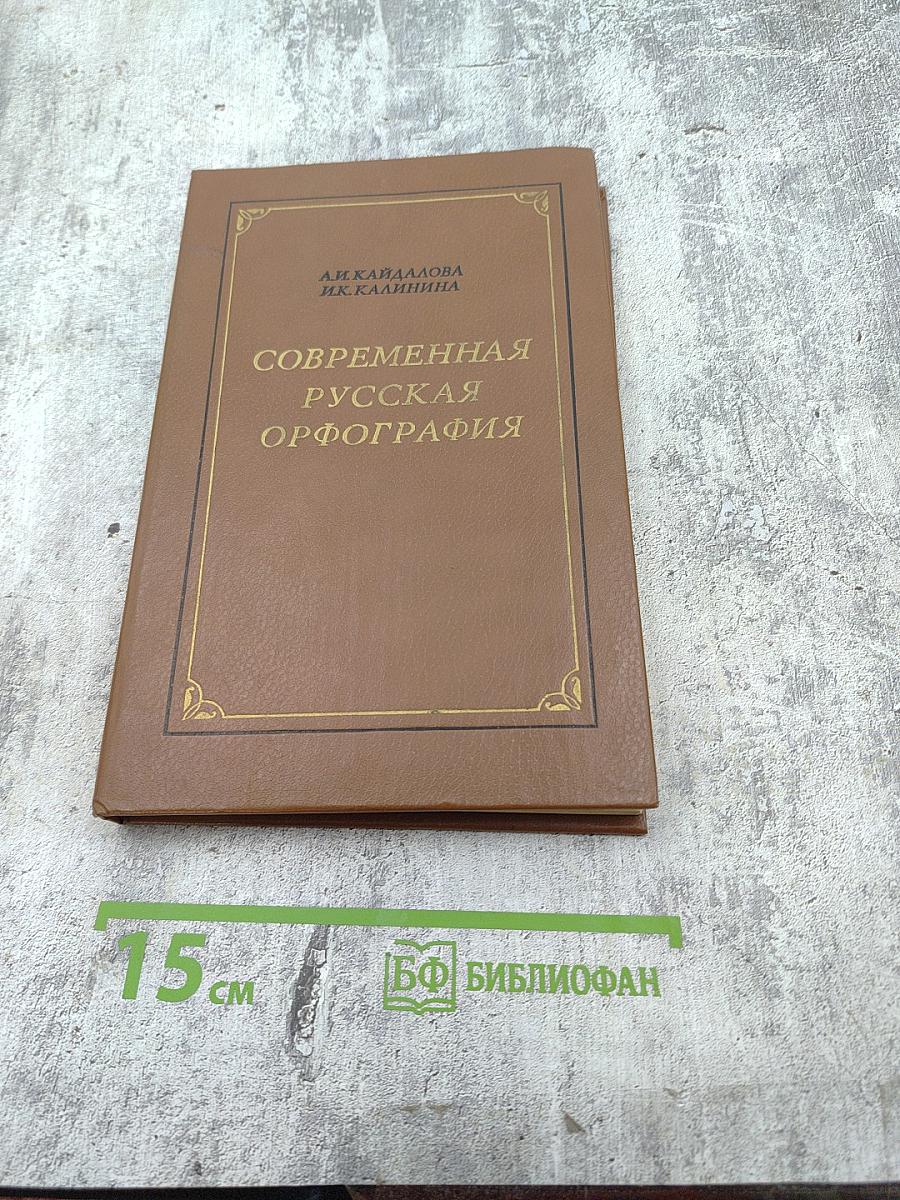 А.И.КАЙДАЛОВА
И.К.КАЛИНИНА
СОВРЕМЕННАЯ
РУССКАЯ
ОРФОГРАФИЯ
15 см
БФ БИБЛИОФАН